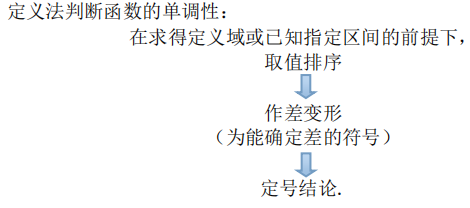 定义法判断函数的单调性：
在求得定义域或已知指定区间的前提下，
取值排序
作差变形
（为能确定差的符号）
定号结论.